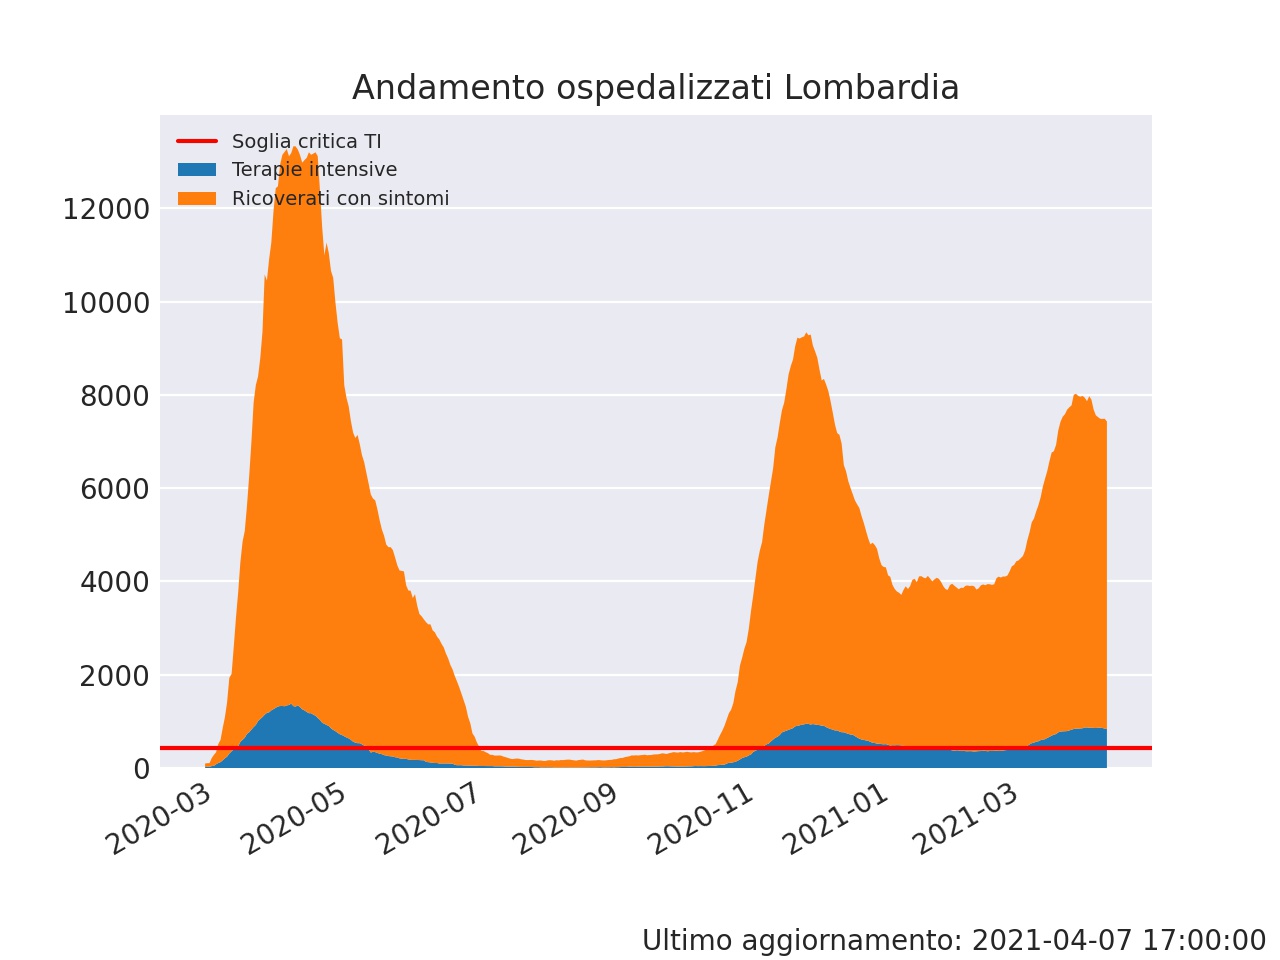 Andamento ospedalizzati Lombardia
Soglia critica TI
Terapie intensive
Ricoverati con sintomi
12000
10000
8000
6000
4000
2000
0
2020-03 2020-05 2020-07 2020-09 2020-11 2021-01 2021-03
Ultimo aggiornamento: 2021-04-07 17:00:00